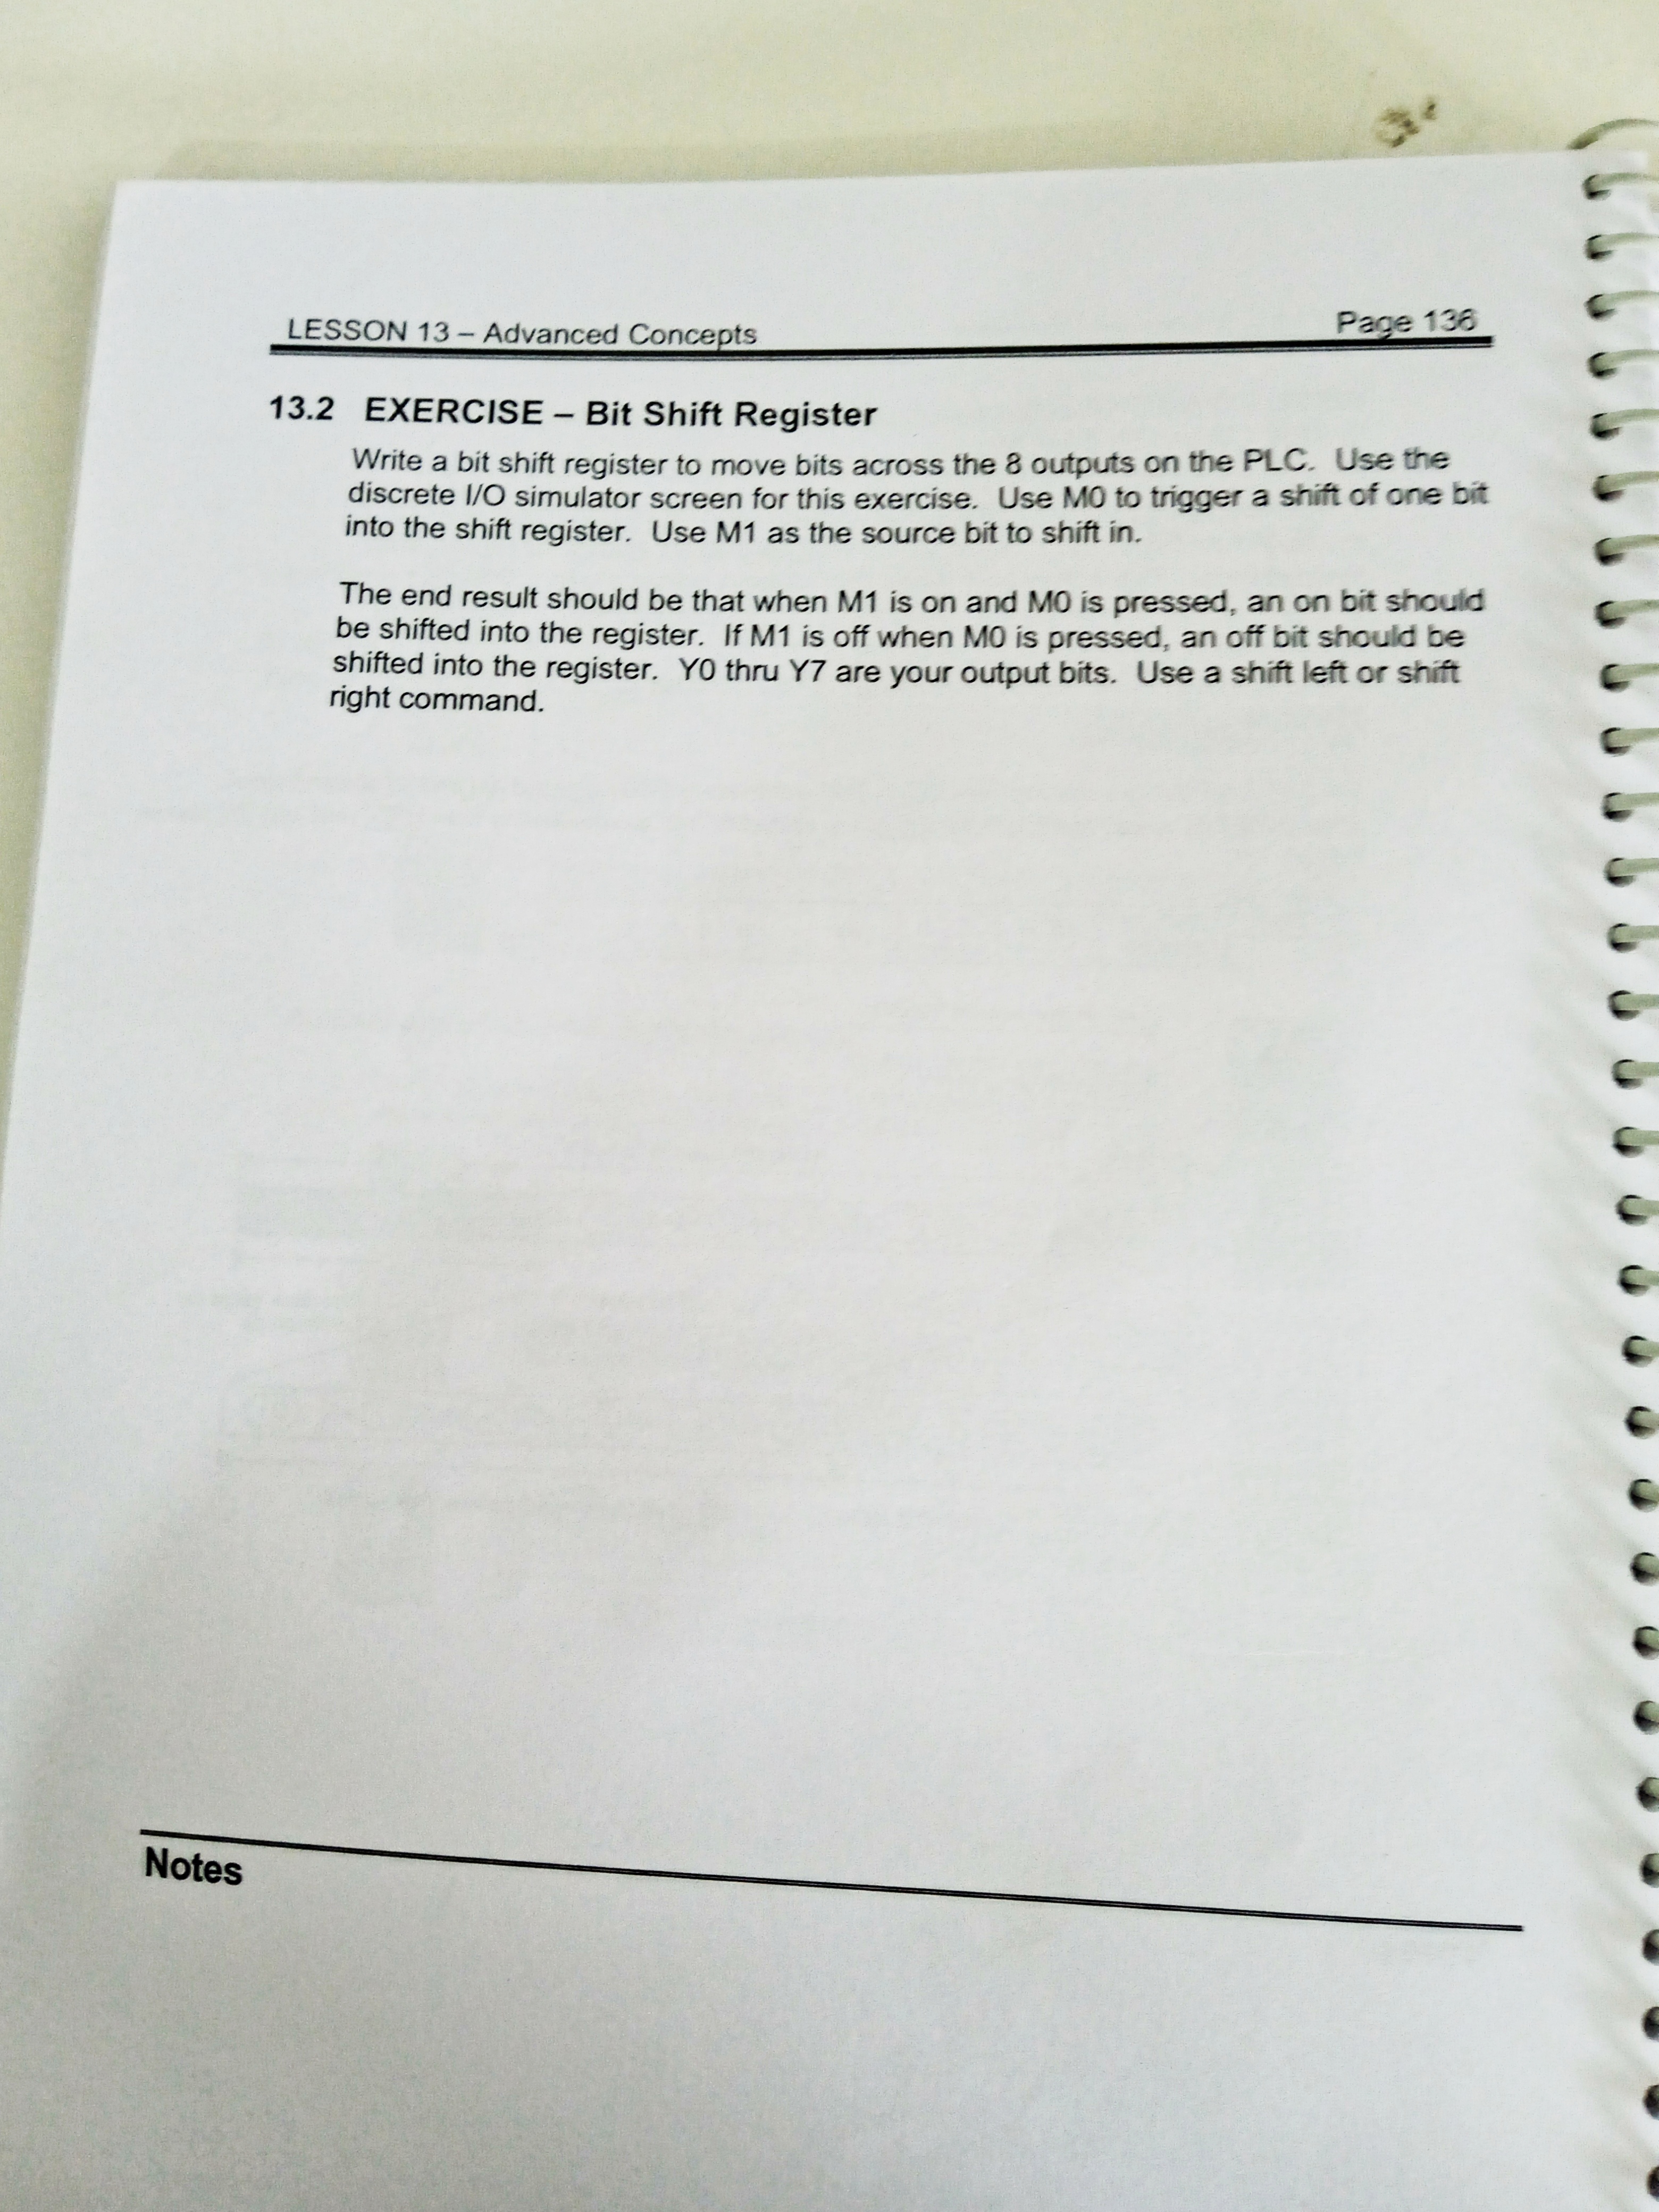 LESSON 13 – Advanced Concepts Page 136
13.2 EXERCISE – Bit Shift Register
Write a bit shift register to move bits across the 8 outputs on the PLC. Use the
discrete I/O simulator screen for this exercise. Use M0 to trigger a shift of one bit
into the shift register. Use M1 as the source bit to shift in.
The end result should be that when M1 is on and M0 is pressed, an on bit should
be shifted into the register. If M1 is off when M0 is pressed, an off bit should be
shifted into the register. Y0 thru Y7 are your output bits. Use a shift left or shift
right command.
Notes